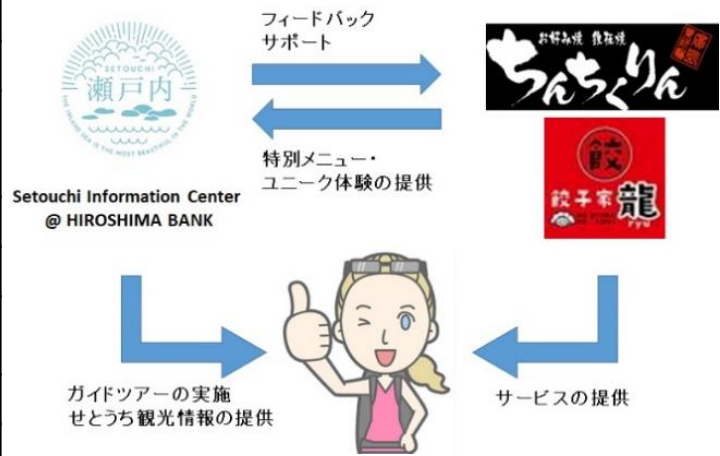 フィードバック
サポート
SETOUCHI
瀬戸内
THE INLAND SEA IS THE MOST BEAUTIFUL IN THE WORLD
お好み焼 鉄板焼
ちんちくりん
特別メニュー・
ユニーク体験の提供
餃
餃子家 龍
ryu
Setouchi Information Center
@ HIROSHIMA BANK
ガイドツアーの実施
せとうち観光情報の提供
サービスの提供